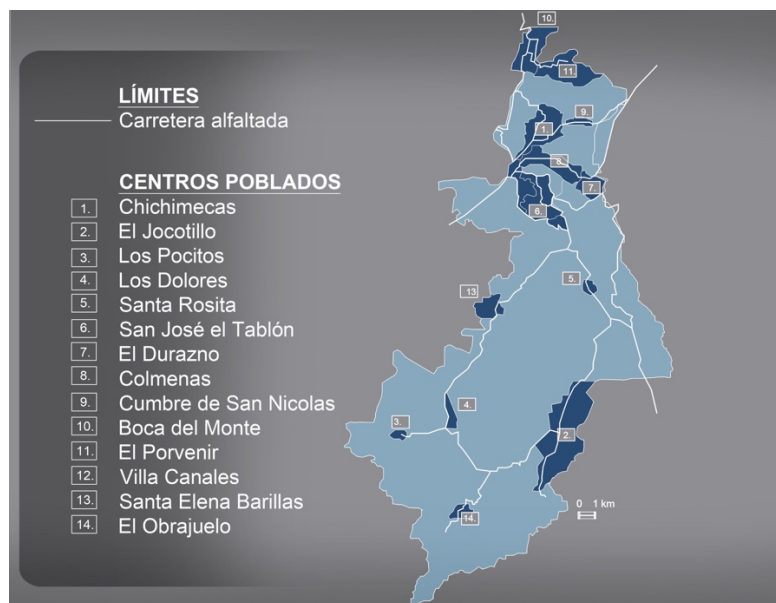 LÍMITES
Carretera alfaltada
CENTROS POBLADOS
1. Chichimecas
2. El Jocotillo
3. Los Pocitos
4. Los Dolores
5. Santa Rosita
6. San José el Tablón
7. El Durazno
8. Colmenas
9. Cumbre de San Nicolas
10. Boca del Monte
11. El Porvenir
12. Villa Canales
13. Santa Elena Barillas
14. El Obrajuelo
10.
11.
9.
1.
8.
7.
6.
5.
13
4.
3.
2.
0 1 km
14.